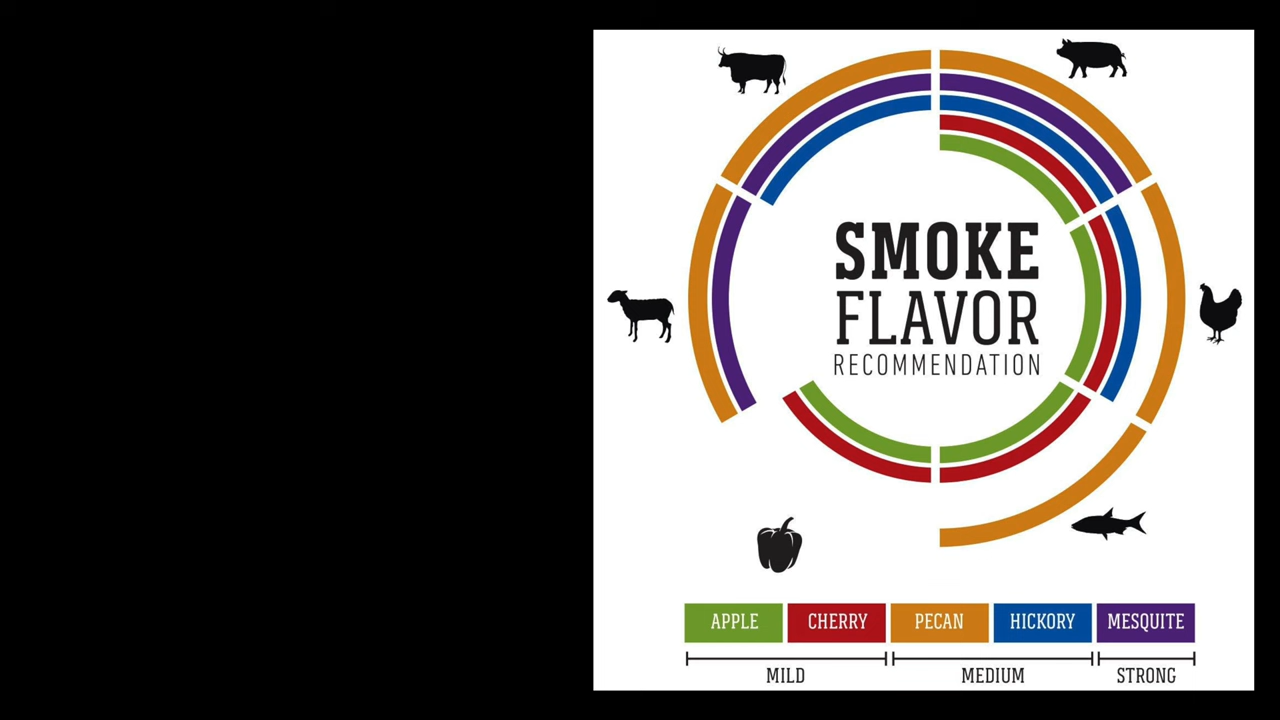 SMOKE
FLAVOR
RECOMMENDATION
APPLE CHERRY PECAN HICKORY MESQUITE
MILD MEDIUM STRONG